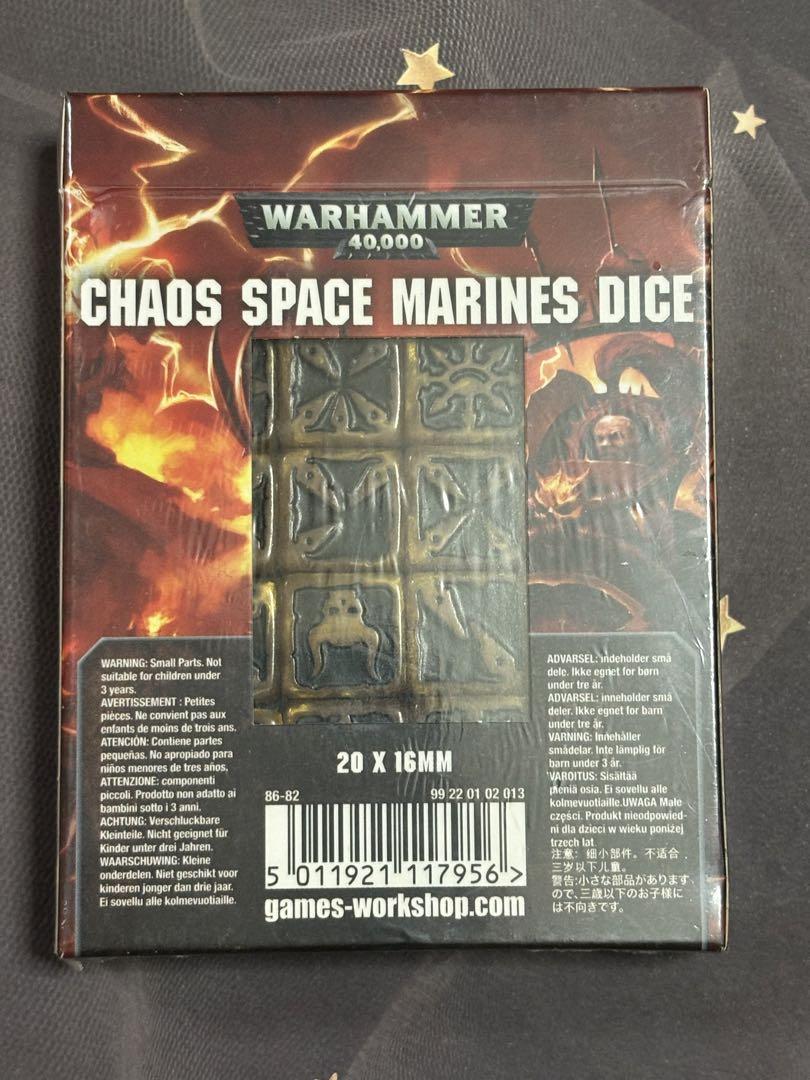 WARHAMMER
40,000
CHAOS SPACE MARINES DICE
WARNING: Small Parts. Not
suitable for children under
3 years.
AVERTISSEMENT : Petites
pièces. Ne convient pas aux
enfants de moins de trois ans.
ATENCIÓN: Contiene partes
pequeñas. No apropiado para
niños menores de tres años.
ATTENZIONE: componenti
piccoli. Prodotto non adatto ai
bambini sotto i 3 anni.
ACHTUNG: Verschluckbare
Kleinteile. Nicht geeignet für
Kinder unter drei Jahren.
WAARSCHUWING: Kleine
onderdelen. Niet geschikt voor
kinderen jonger dan drie jaar.
Ei sovellu alle kolmevuotiaille.
20 X 16MM
86-82 99 22 01 02 013
5 011921 117956 >
games-workshop.com
ADVARSEL: indeholder små
dele. Ikke egnet for børn
under tre år.
ADVARSEL: inneholder små
deler. Ikke egnet for barn
under tre år.
VARNING: Innehåller
smådelar. Inte lämplig för
barn under 3 år.
VAROITUS: Sisältää
pieniä osia. Ei sovellu alle
kolmevuotiaille.UWAGA Małe
części. Produkt nieodpowied-
ni dla dzieci w wieku poniżej
trzech lat
注意: 细小部件。不适合
三岁以下儿童。
警告:小さな部品があります
ので、三歳以下のお子様に
は不向きです。